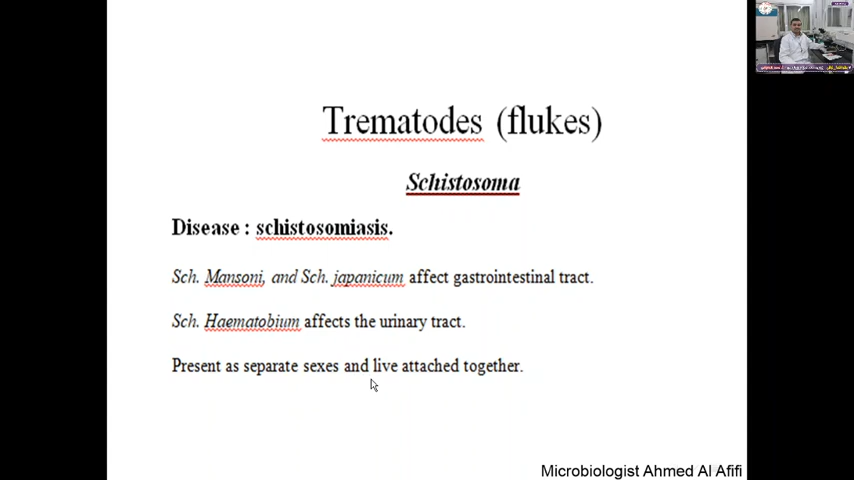 Trematodes (flukes)
Schistosoma
Disease : schistosomiasis.
Sch. Mansoni, and Sch. japanicum affect gastrointestinal tract.
Sch. Haematobium affects the urinary tract.
Present as separate sexes and live attached together.
Microbiologist Ahmed Al Afifi